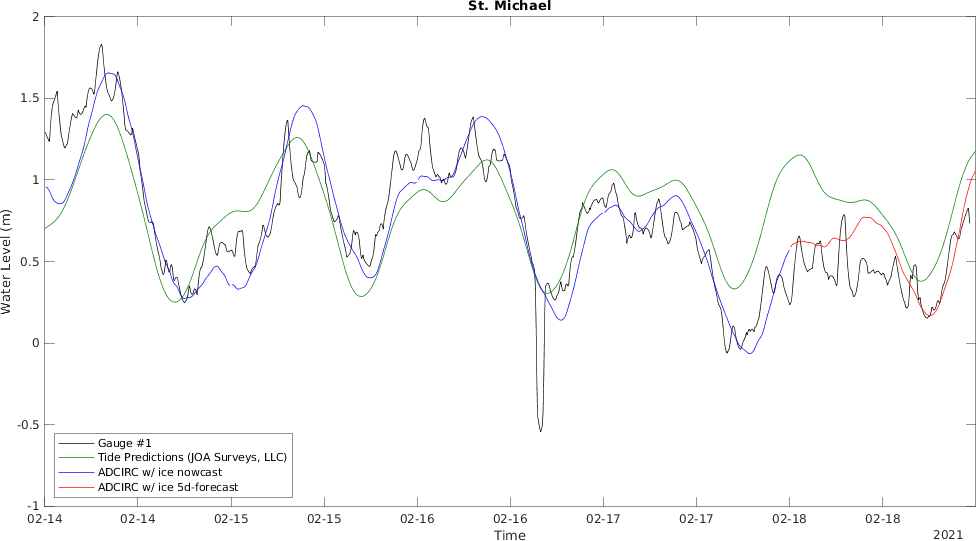 St. Michael
2
1.5
1
0.5
0
-0.5
-1
Water Level (m)
Gauge #1
Tide Predictions (JOA Surveys, LLC)
ADCIRC w/ ice nowcast
ADCIRC w/ ice 5d-forecast
02-14 02-14 02-15 02-15 02-16 02-16 02-17 02-17 02-18 02-18
Time
2021